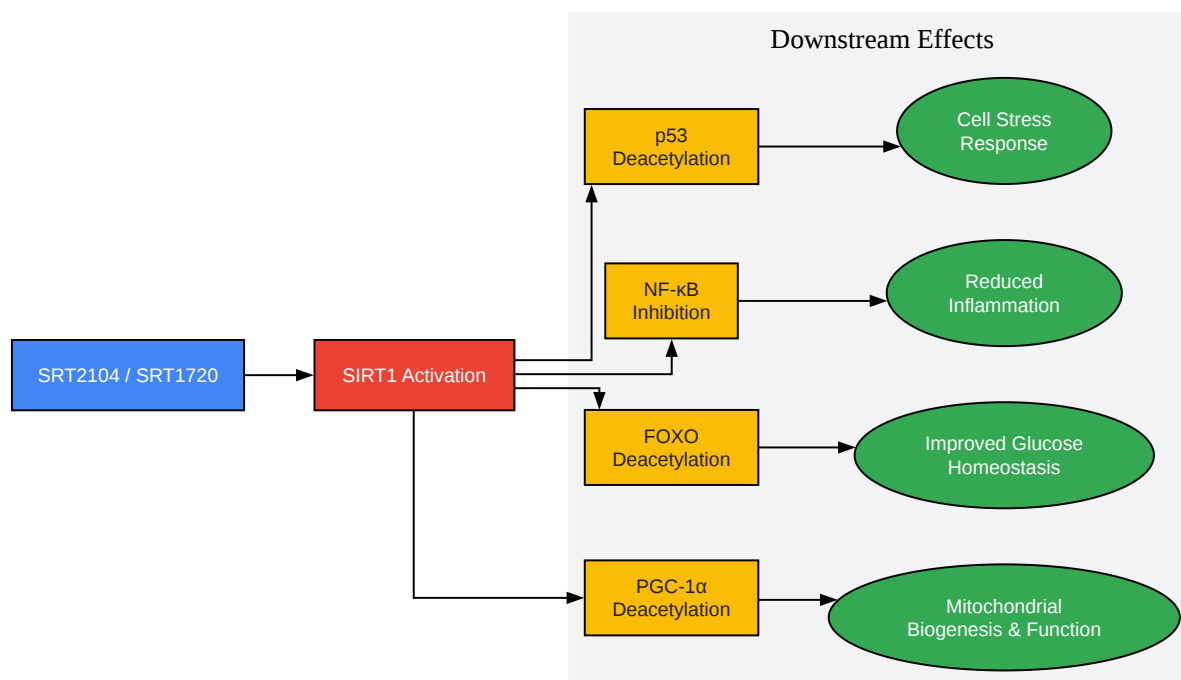 Downstream Effects
p53
Deacetylation
Cell Stress
Response
NF-κB
Inhibition
Reduced
Inflammation
SRT2104 / SRT1720
SIRT1 Activation
FOXO
Deacetylation
Improved Glucose
Homeostasis
PGC-1α
Deacetylation
Mitochondrial
Biogenesis & Function